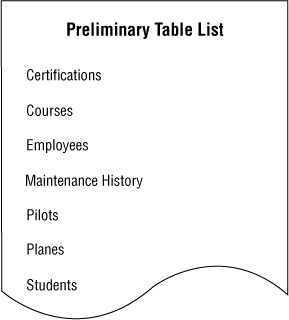 Preliminary Table List
Certifications
Courses
Employees
Maintenance History
Pilots
Planes
Students